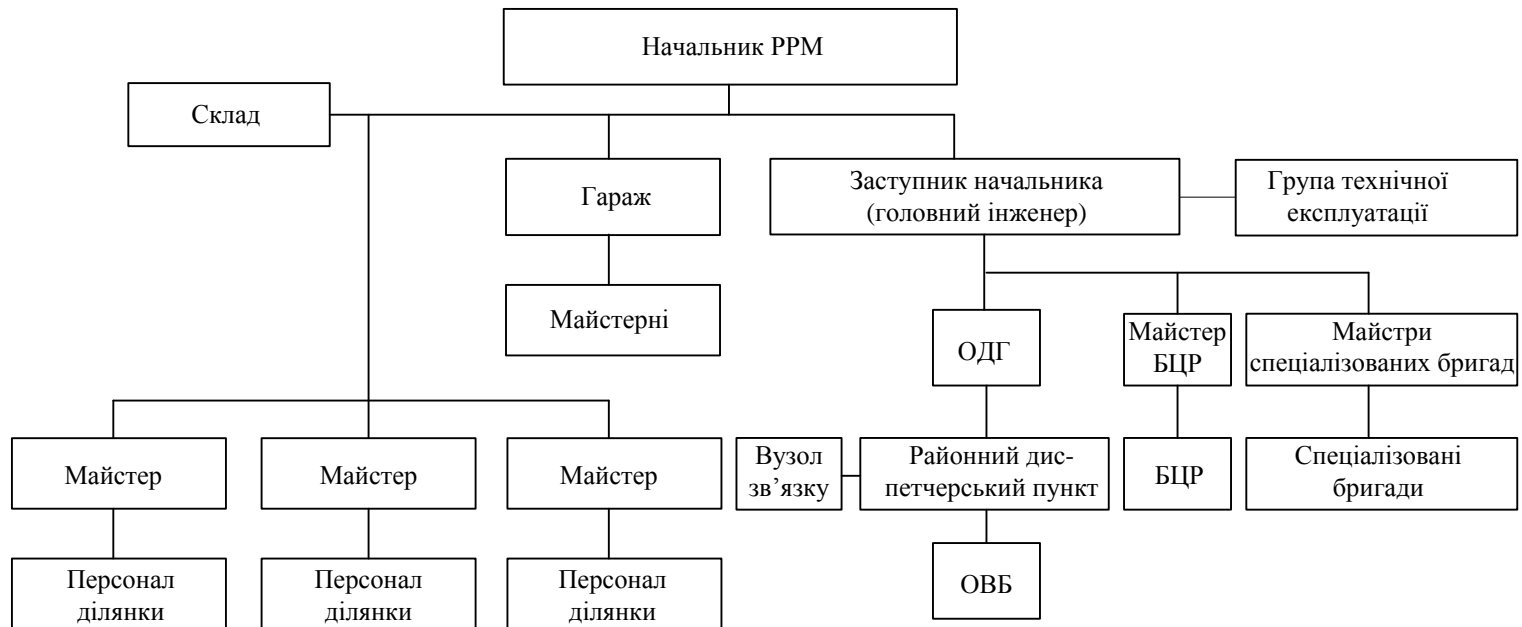 Начальник РРМ
Склад
Гараж
Заступник начальника
(головний інженер)
Група технічної
експлуатації
Майстерні
ОДГ
Майстер
БЦР
Майстри
спеціалізованих бригад
Майстер
Майстер
Майстер
Вузол
зв’язку
Районний дис-
петчерський пункт
БЦР
Спеціалізовані
бригади
Персонал
ділянки
Персонал
ділянки
Персонал
ділянки
ОВБ